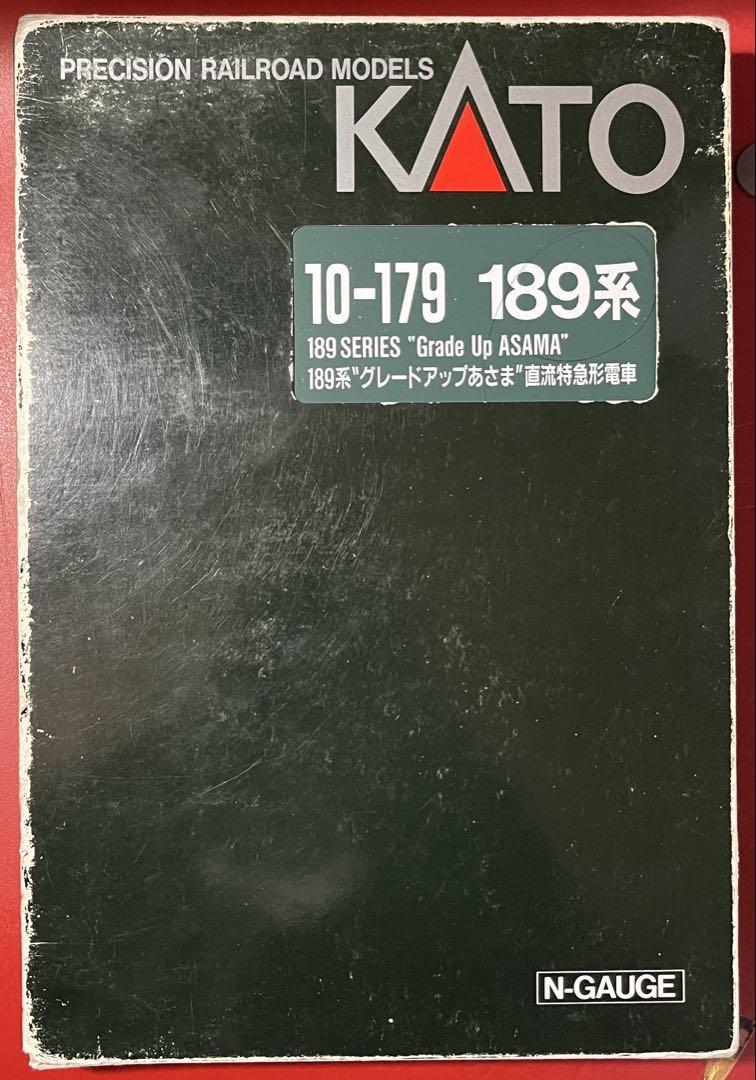 PRECISION RAILROAD MODELS
KATO
10-179 189系
189 SERIES "Grade Up ASAMA"
189系"グレードアップあさま"直流特急形電車
N-GAUGE